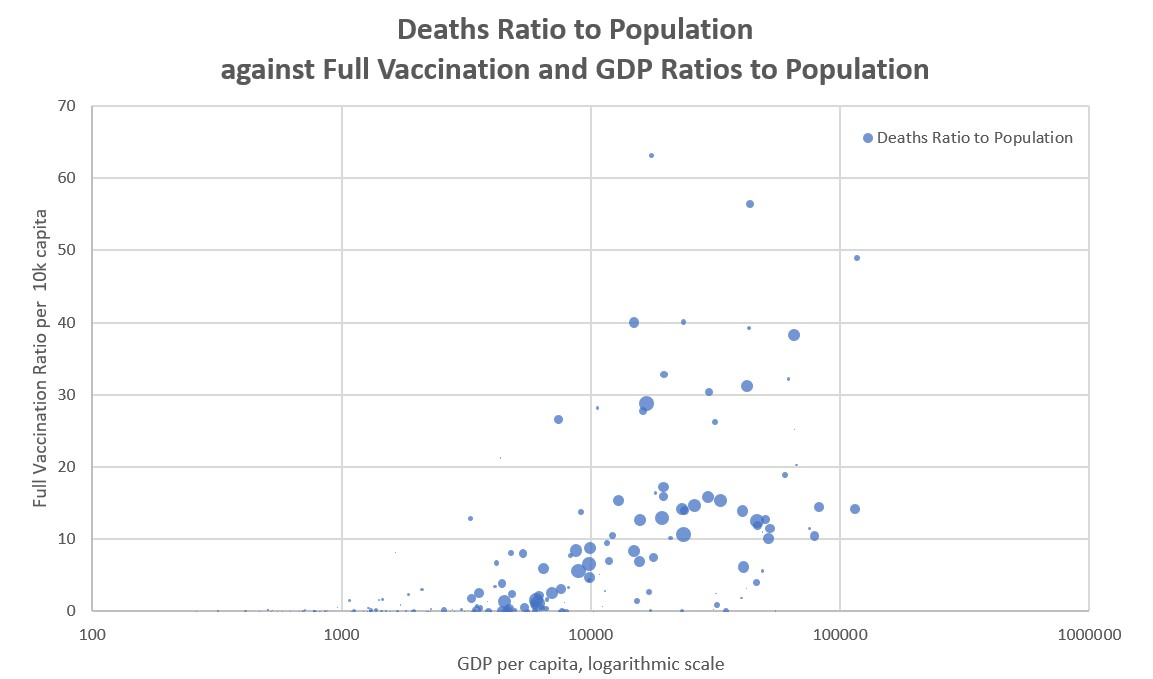 Deaths Ratio to Population
against Full Vaccination and GDP Ratios to Population
70
60
50
40
30
20
10
0
Full Vaccination Ratio per 10k capita
Deaths Ratio to Population
100
1000
10000
100000
1000000
GDP per capita, logarithmic scale